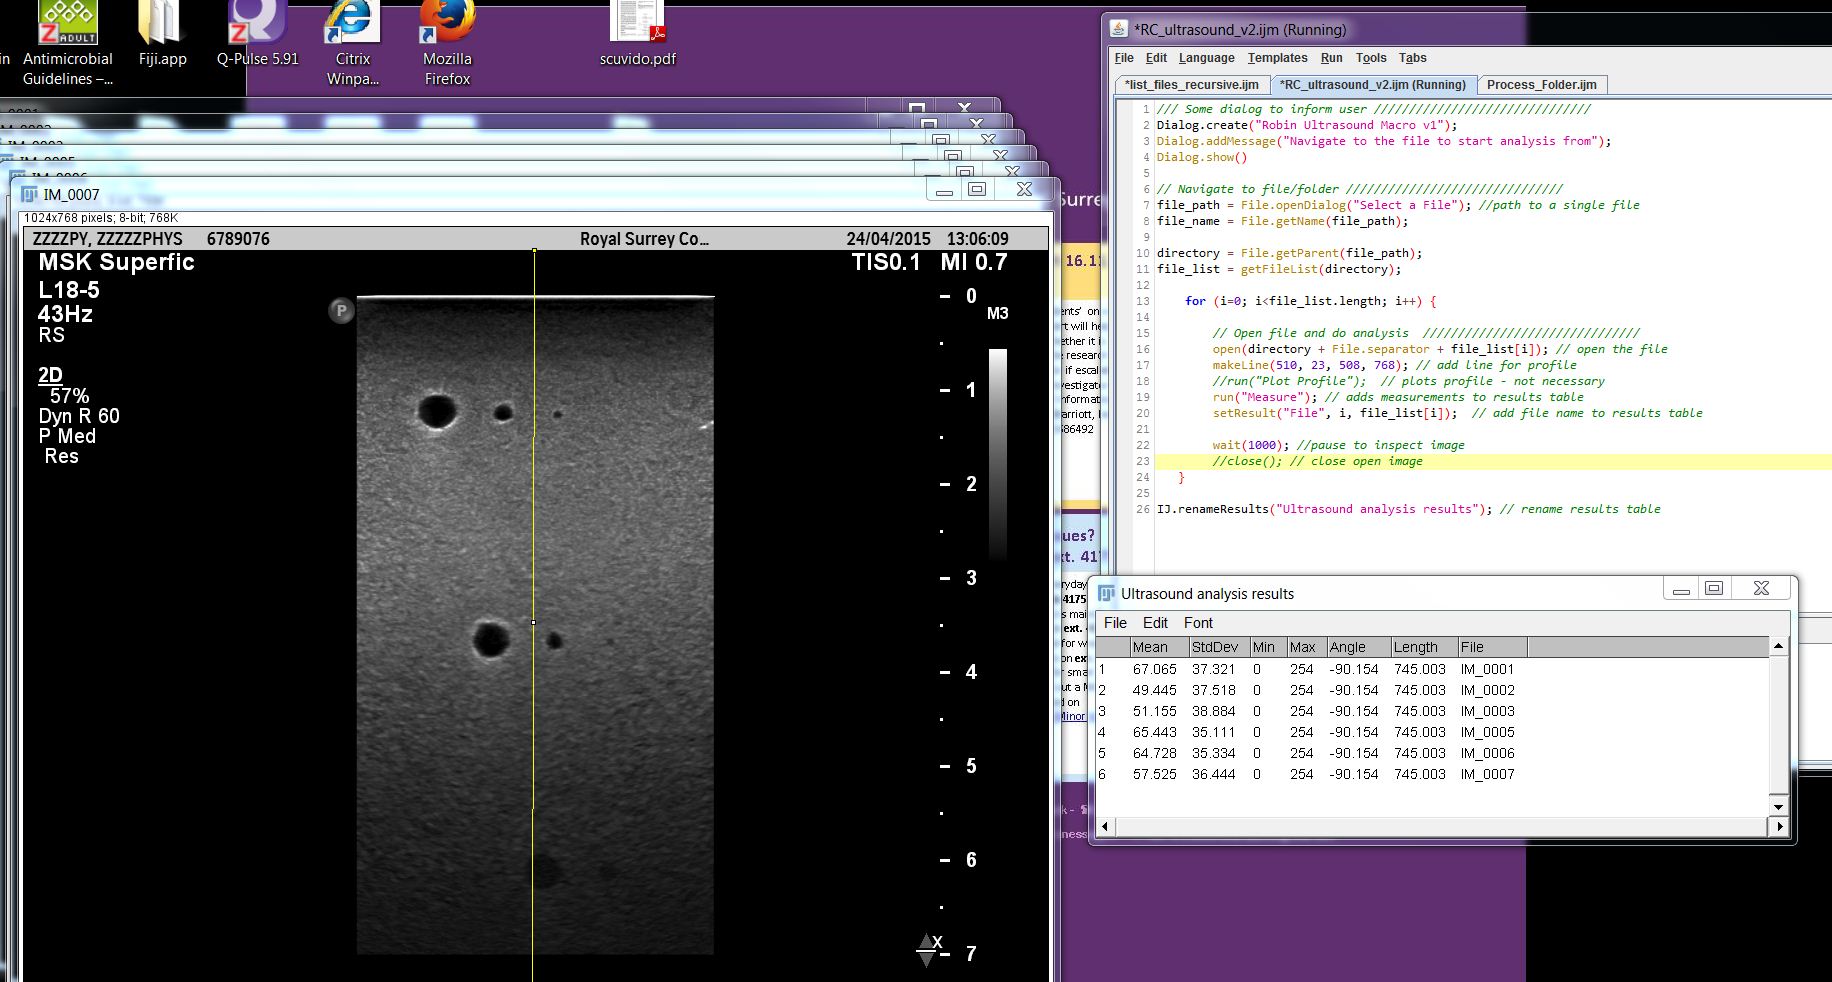 in
Antimicrobial
Guidelines –...
Fiji.app
Q-Pulse 5.91
Citrix
Winpa...
Mozilla
Firefox
scuvido.pdf
Z ADULT
Z
IM_0007
1024x768 pixels; 8-bit; 768K
ZZZZPY, ZZZZZPHYS 6789076 Royal Surrey Co... 24/04/2015 13:06:09
MSK Superfic TIS0.1 MI 0.7
L18-5
43Hz
RS
2D
57%
Dyn R 60
P Med
Res
P
M3
0
1
2
3
4
5
6
7
X
*RC_ultrasound_v2.ijm (Running)
File Edit Language Templates Run Tools Tabs
*list_files_recursive.ijm *RC_ultrasound_v2.ijm (Running) Process_Folder.ijm
1 /// Some dialog to inform user ///////////////////////////////
2 Dialog.create("Robin Ultrasound Macro v1");
3 Dialog.addMessage("Navigate to the file to start analysis from");
4 Dialog.show()
5
6 // Navigate to file/folder ///////////////////////////////
7 file_path = File.openDialog("Select a File"); //path to a single file
8 file_name = File.getName(file_path);
9
10 directory = File.getParent(file_path);
11 file_list = getFileList(directory);
12
13 for (i=0; i<file_list.length; i++) {
14
15 // Open file and do analysis ///////////////////////////////
16 open(directory + File.separator + file_list[i]); // open the file
17 makeLine(510, 23, 508, 768); // add line for profile
18 //run("Plot Profile"); // plots profile - not necessary
19 run("Measure"); // adds measurements to results table
20 setResult("File", i, file_list[i]); // add file name to results table
21
22 wait(1000); //pause to inspect image
23 //close(); // close open image
24 }
25
26 IJ.renameResults("Ultrasound analysis results"); // rename results table
Ultrasound analysis results
File Edit Font
Mean StdDev Min Max Angle Length File
1 67.065 37.321 0 254 -90.154 745.003 IM_0001
2 49.445 37.518 0 254 -90.154 745.003 IM_0002
3 51.155 38.884 0 254 -90.154 745.003 IM_0003
4 65.443 35.111 0 254 -90.154 745.003 IM_0005
5 64.728 35.334 0 254 -90.154 745.003 IM_0006
6 57.525 36.444 0 254 -90.154 745.003 IM_0007